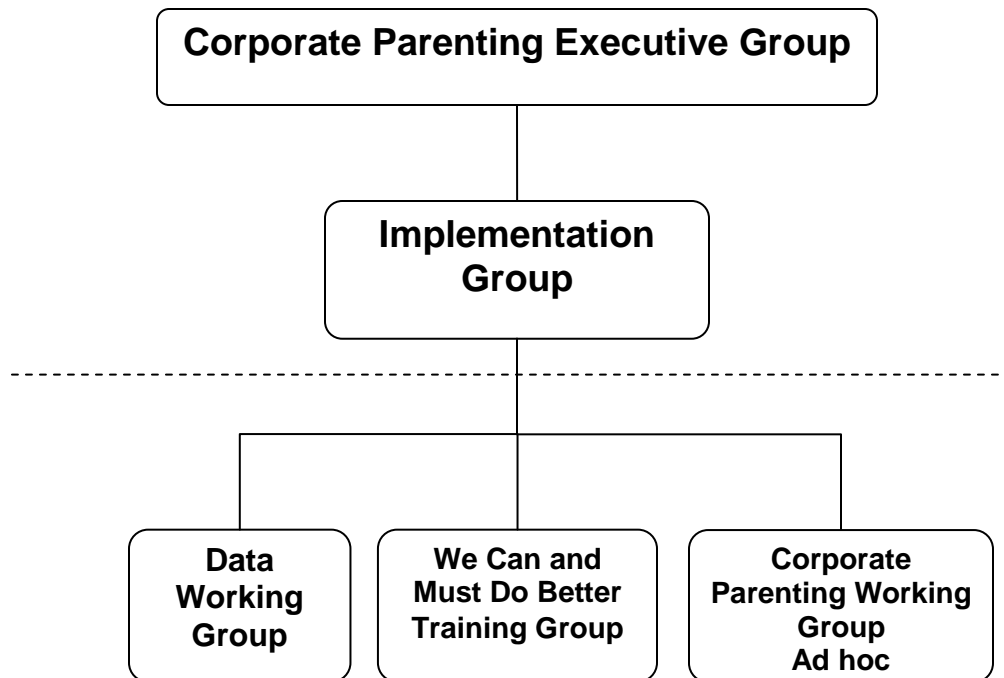 Corporate Parenting Executive Group
Implementation
Group
Data
Working
Group
We Can and
Must Do Better
Training Group
Corporate
Parenting Working
Group
Ad hoc